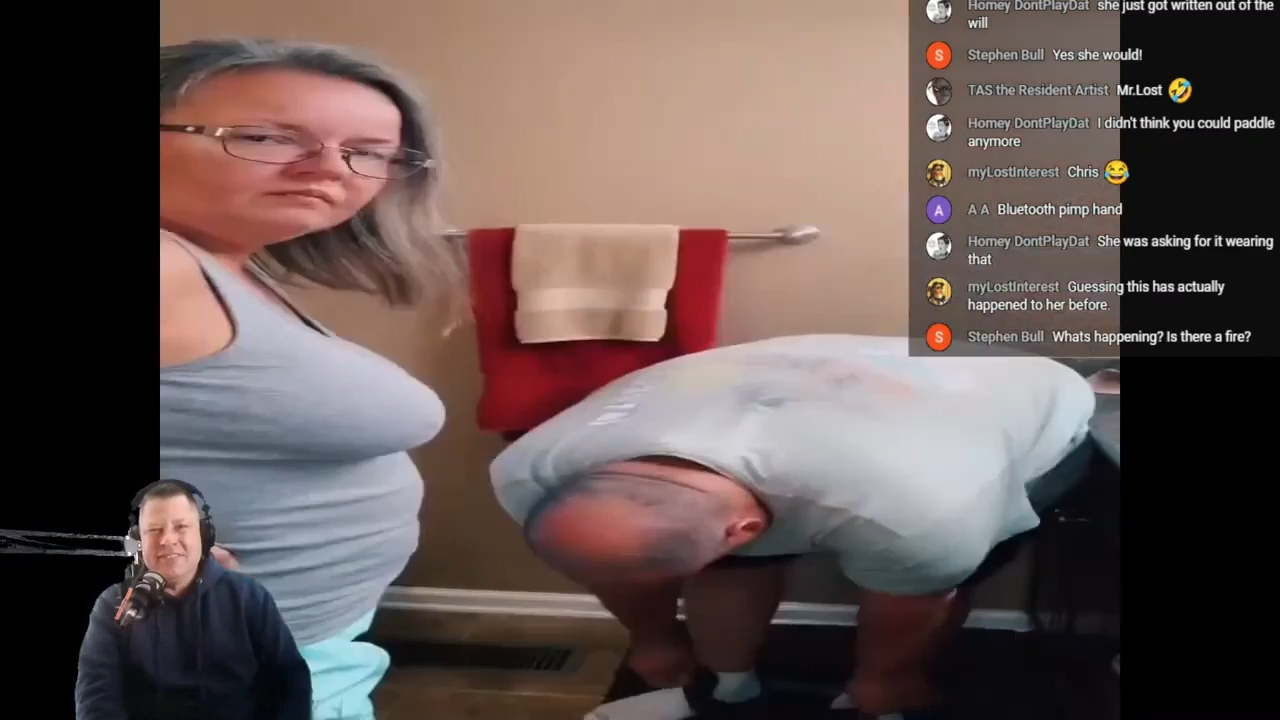 Homey DontPlayDat she just got written out of the
will
S Stephen Bull Yes she would!
TAS the Resident Artist Mr.Lost 🤣
Homey DontPlayDat I didn't think you could paddle
anymore
myLostInterest Chris 😂
A A A Bluetooth pimp hand
Homey DontPlayDat She was asking for it wearing
that
myLostInterest Guessing this has actually
happened to her before.
S Stephen Bull Whats happening? Is there a fire?